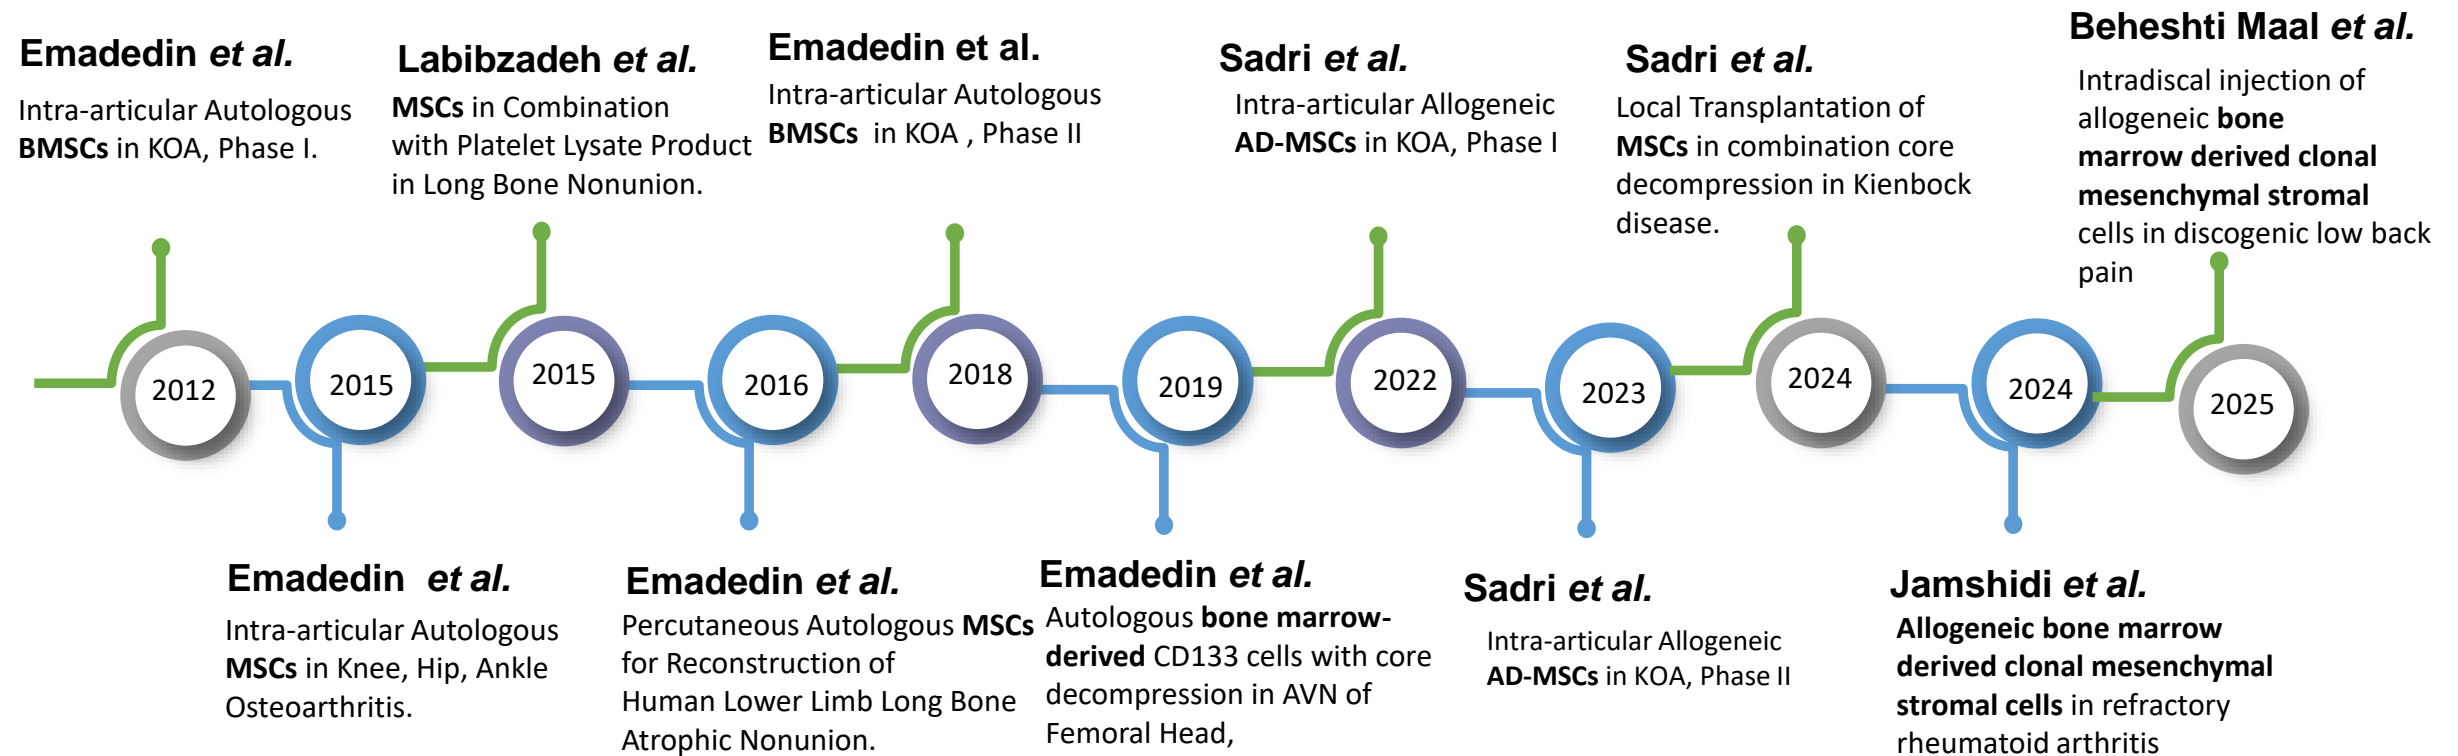 Emadedin et al.
Intra-articular Autologous
BMSCs in KOA, Phase I.
Labibzadeh et al.
MSCs in Combination
with Platelet Lysate Product
in Long Bone Nonunion.
Emadedin et al.
Intra-articular Autologous
BMSCs in KOA , Phase II
Sadri et al.
Intra-articular Allogeneic
AD-MSCs in KOA, Phase I
Sadri et al.
Local Transplantation of
MSCs in combination core
decompression in Kienbock
disease.
Beheshti Maal et al.
Intradiscal injection of
allogeneic bone
marrow derived clonal
mesenchymal stromal
cells in discogenic low back
pain
2012
2015
2015
2016
2018
2019
2022
2023
2024
2024
2025
Emadedin et al.
Intra-articular Autologous
MSCs in Knee, Hip, Ankle
Osteoarthritis.
Emadedin et al.
Percutaneous Autologous MSCs
for Reconstruction of
Human Lower Limb Long Bone
Atrophic Nonunion.
Emadedin et al.
Autologous bone marrow-
derived CD133 cells with core
decompression in AVN of
Femoral Head,
Sadri et al.
Intra-articular Allogeneic
AD-MSCs in KOA, Phase II
Jamshidi et al.
Allogeneic bone marrow
derived clonal mesenchymal
stromal cells in refractory
rheumatoid arthritis